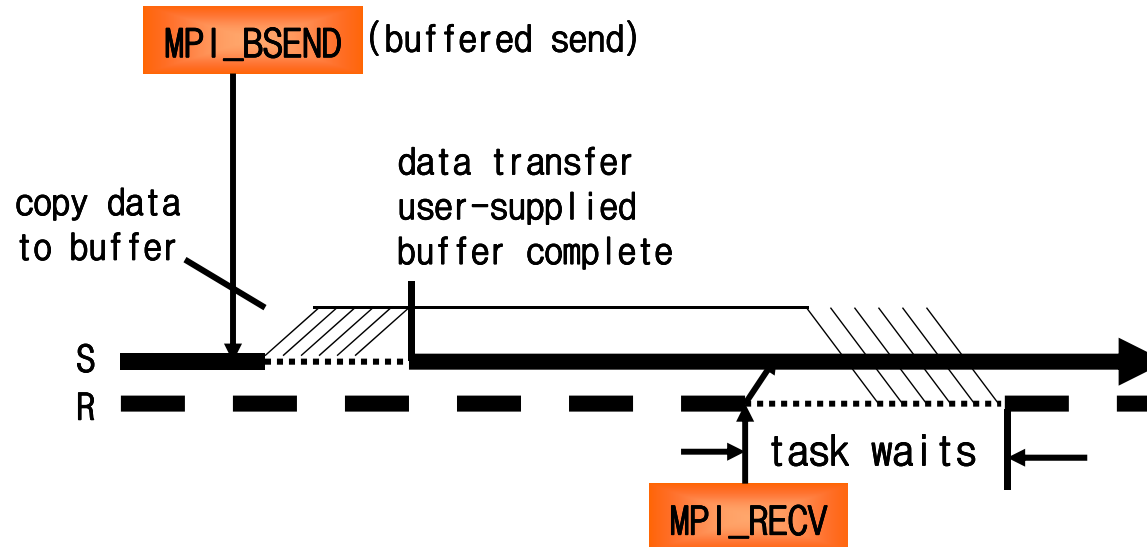 MPI_BSEND (buffered send)
data transfer
user-supplied
buffer complete
copy data
to buffer
S
R
task waits
MPI_RECV